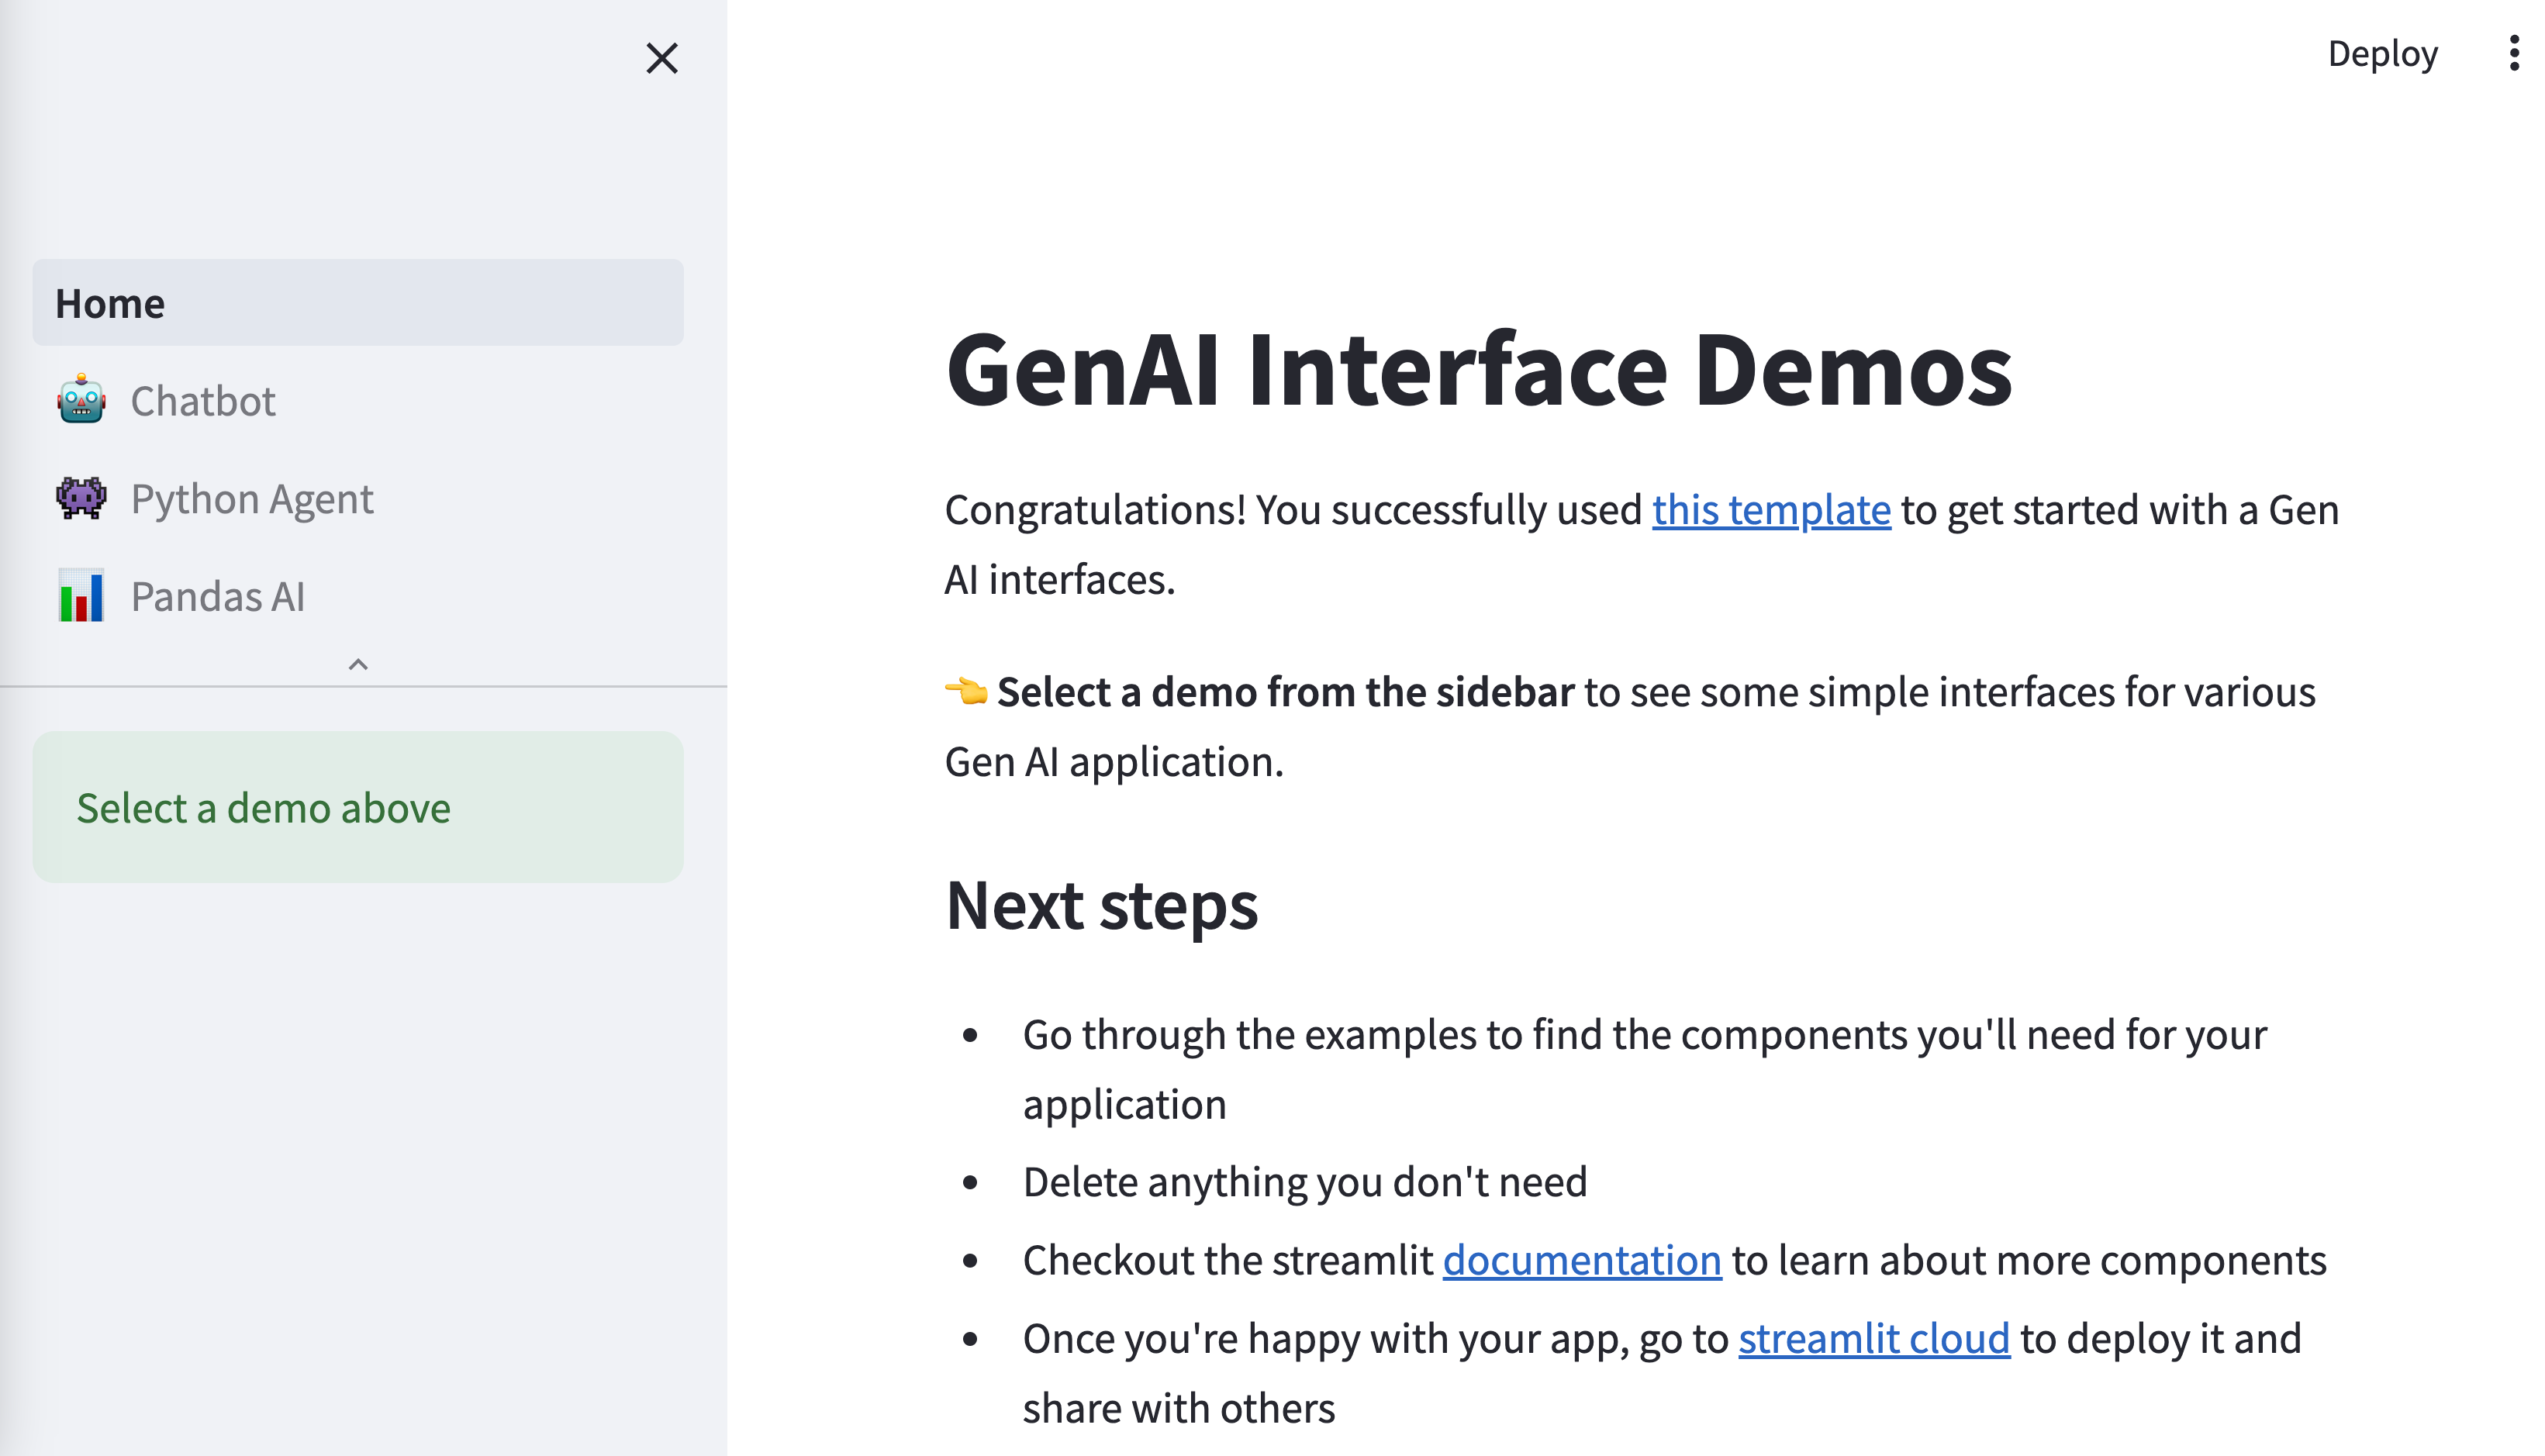 Deploy
Home
Chatbot
Python Agent
Pandas AI
Select a demo above
GenAI Interface Demos
Congratulations! You successfully used this template to get started with a Gen
AI interfaces.
Select a demo from the sidebar to see some simple interfaces for various
Gen AI application.
Next steps
Go through the examples to find the components you'll need for your
application
Delete anything you don't need
Checkout the streamlit documentation to learn about more components
Once you're happy with your app, go to streamlit cloud to deploy it and
share with others